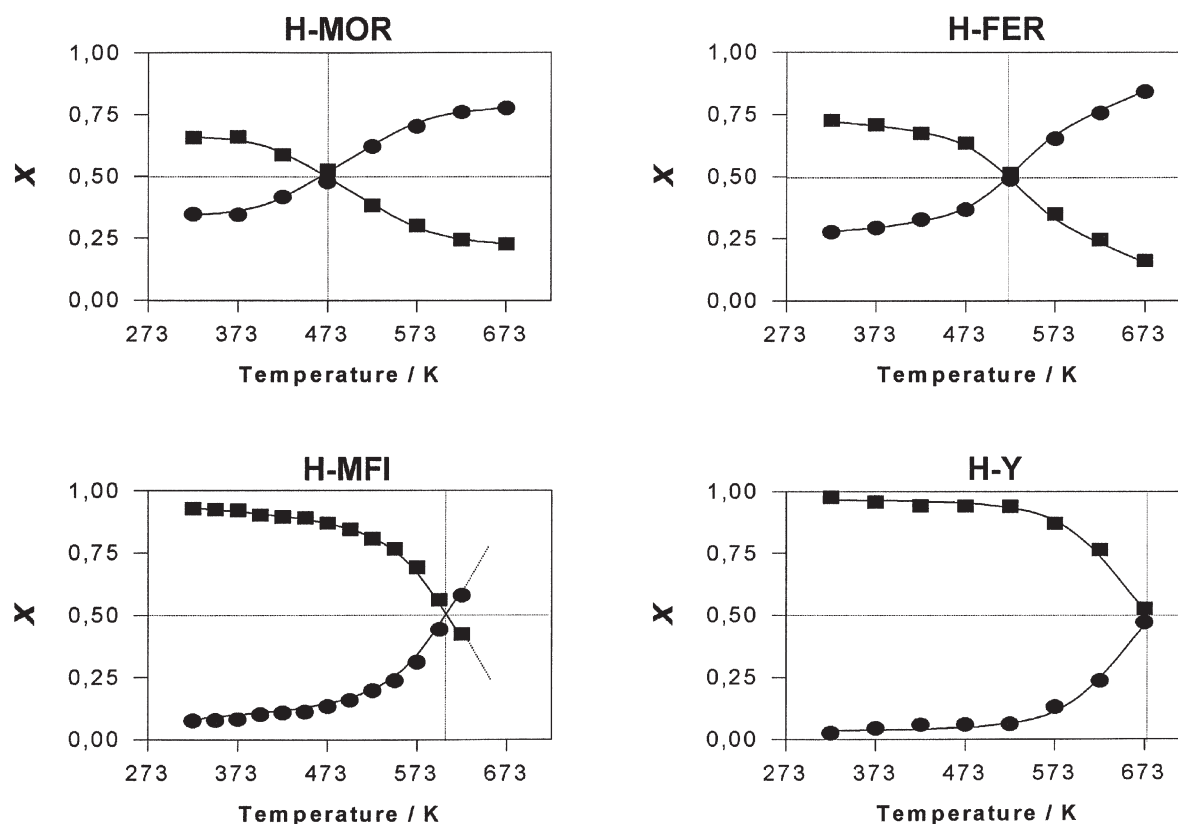 H-MOR
1,00
0,75
0,50
0,25
0,00
X
273 373 473 573 673
Temperature / K
H-FER
1,00
0,75
0,50
0,25
0,00
X
273 373 473 573 673
Temperature / K
H-MFI
1,00
0,75
0,50
0,25
0,00
X
273 373 473 573 673
Temperature / K
H-Y
1,00
0,75
0,50
0,25
0,00
X
273 373 473 573 673
Temperature / K